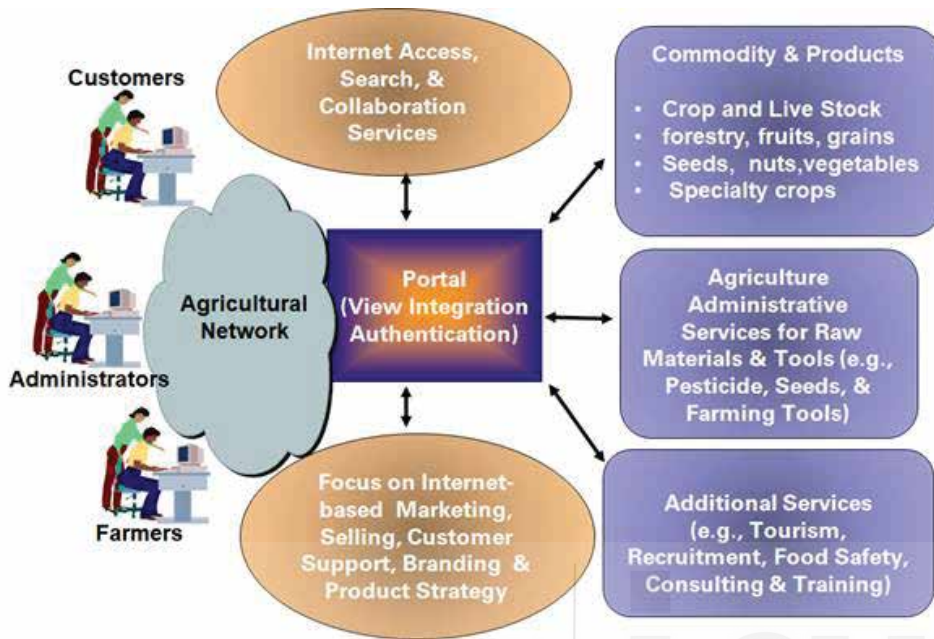 Customers
Administrators
Farmers
Agricultural
Network
Internet Access,
Search, &
Collaboration
Services
Portal
(View Integration
Authentication)
Focus on Internet-
based Marketing,
Selling, Customer
Support, Branding &
Product Strategy
Commodity & Products
• Crop and Live Stock
• forestry, fruits, grains
• Seeds, nuts,vegetables
• Specialty crops
Agriculture
Administrative
Services for Raw
Materials & Tools (e.g.,
Pesticide, Seeds, &
Farming Tools)
Additional Services
(e.g., Tourism,
Recruitment, Food Safety,
Consulting & Training)